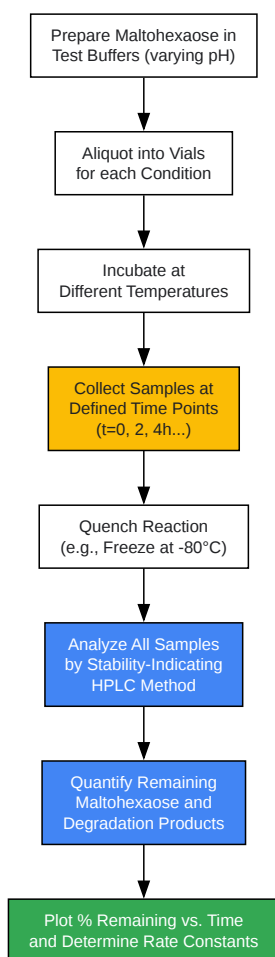 Prepare Maltohexaose in
Test Buffers (varying pH)
Aliquot into Vials
for each Condition
Incubate at
Different Temperatures
Collect Samples at
Defined Time Points
(t=0, 2, 4h...)
Quench Reaction
(e.g., Freeze at -80°C)
Analyze All Samples
by Stability-Indicating
HPLC Method
Quantify Remaining
Maltohexaose and
Degradation Products
Plot % Remaining vs. Time
and Determine Rate Constants